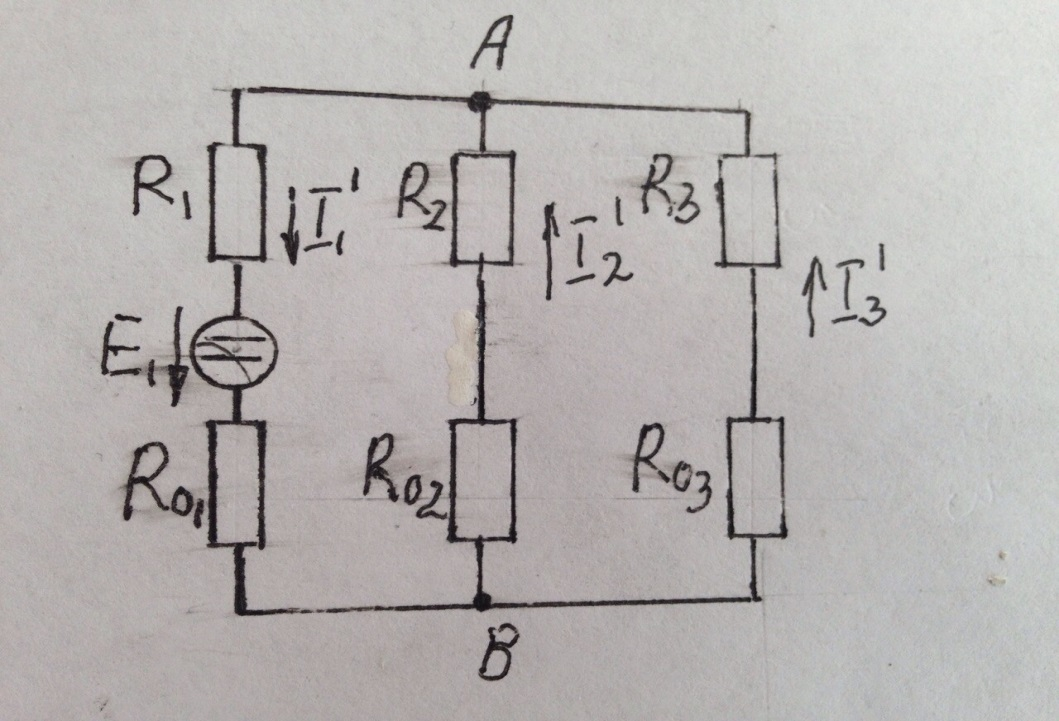 A
R₁ I₁' R₂ I₂' R₃ I₃'
E₁
R₀₁ R₀₂ R₀₃
B